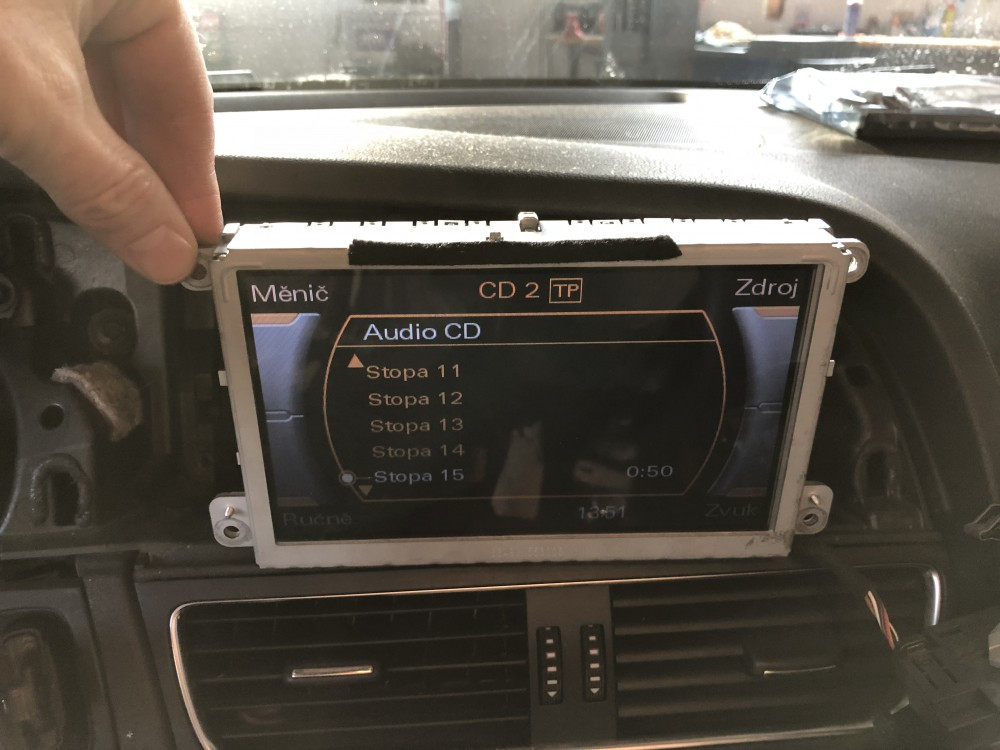 Měnič
CD 2 TP
Zdroj
Audio CD
Stopa 11
Stopa 12
Stopa 13
Stopa 14
Stopa 15
0:50
Ručně
13:51
Zvuk